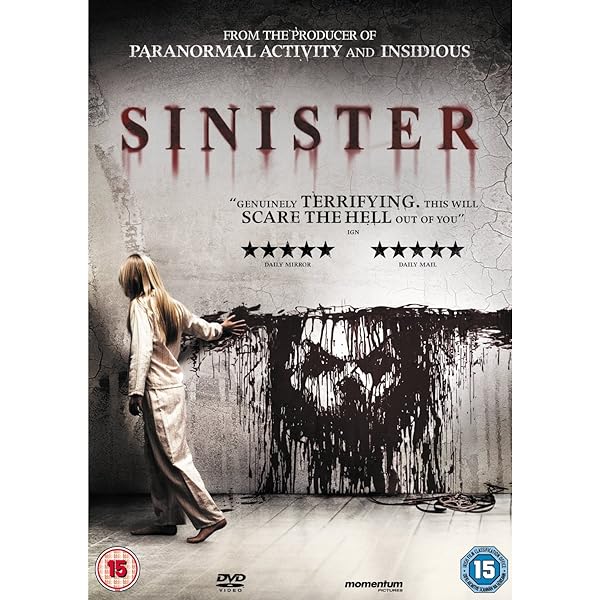 FROM THE PRODUCER OF
PARANORMAL ACTIVITY AND INSIDIOUS
SINISTER
"GENUINELY TERRIFYING. THIS WILL
SCARE THE HELL OUT OF YOU"
IGN
DAILY MIRROR
DAILY MAIL
15
DVD
VIDEO
momentum
PICTURES
15